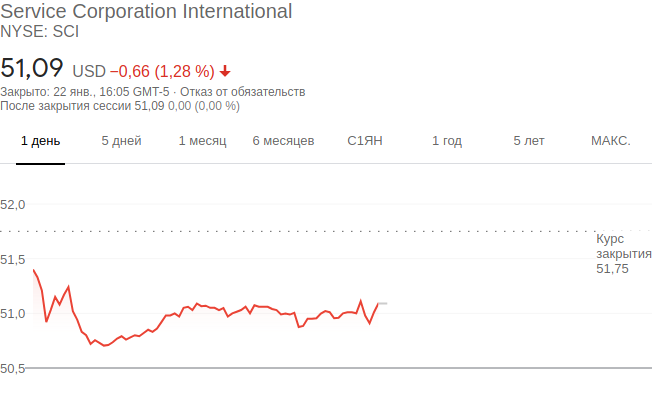 Service Corporation International
NYSE: SCI
51,09 USD −0,66 (1,28 %)
Закрыто: 22 янв., 16:05 GMT-5 · Отказ от обязательств
После закрытия сессии 51,09 0,00 (0,00 %)
1 день 5 дней 1 месяц 6 месяцев С1ЯН 1 год 5 лет МАКС.
52,0
Курс
закрытия
51,75
51,5
51,0
50,5